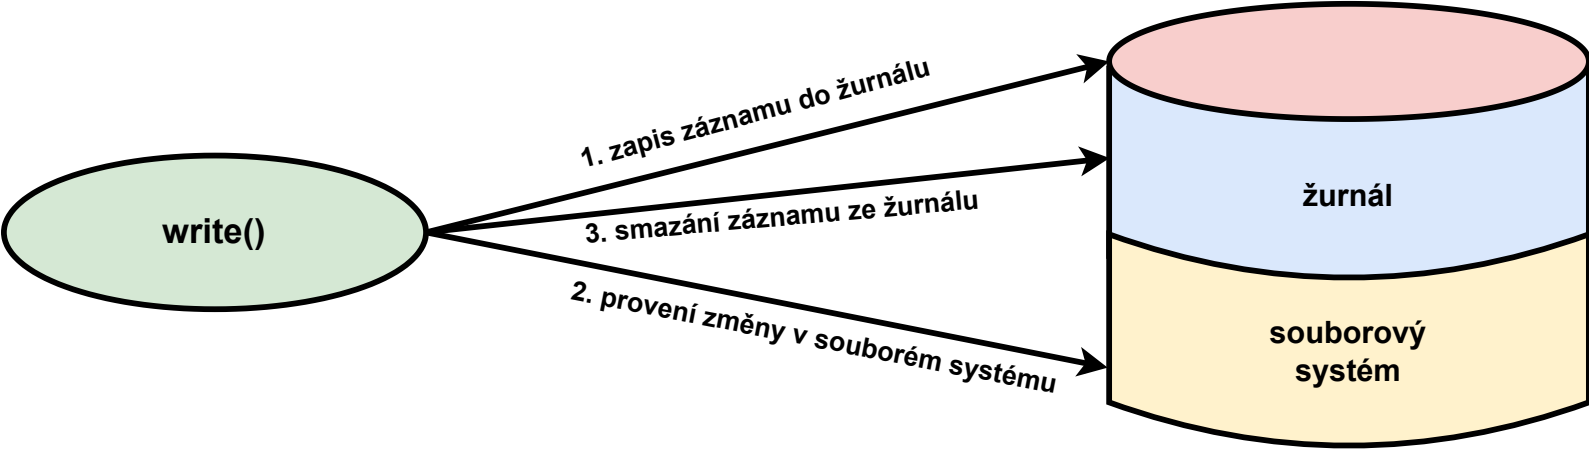 write()
1. zapis záznamu do žurnálu
3. smazání záznamu ze žurnálu
2. provení změny v souborém systému
žurnál
souborový
systém